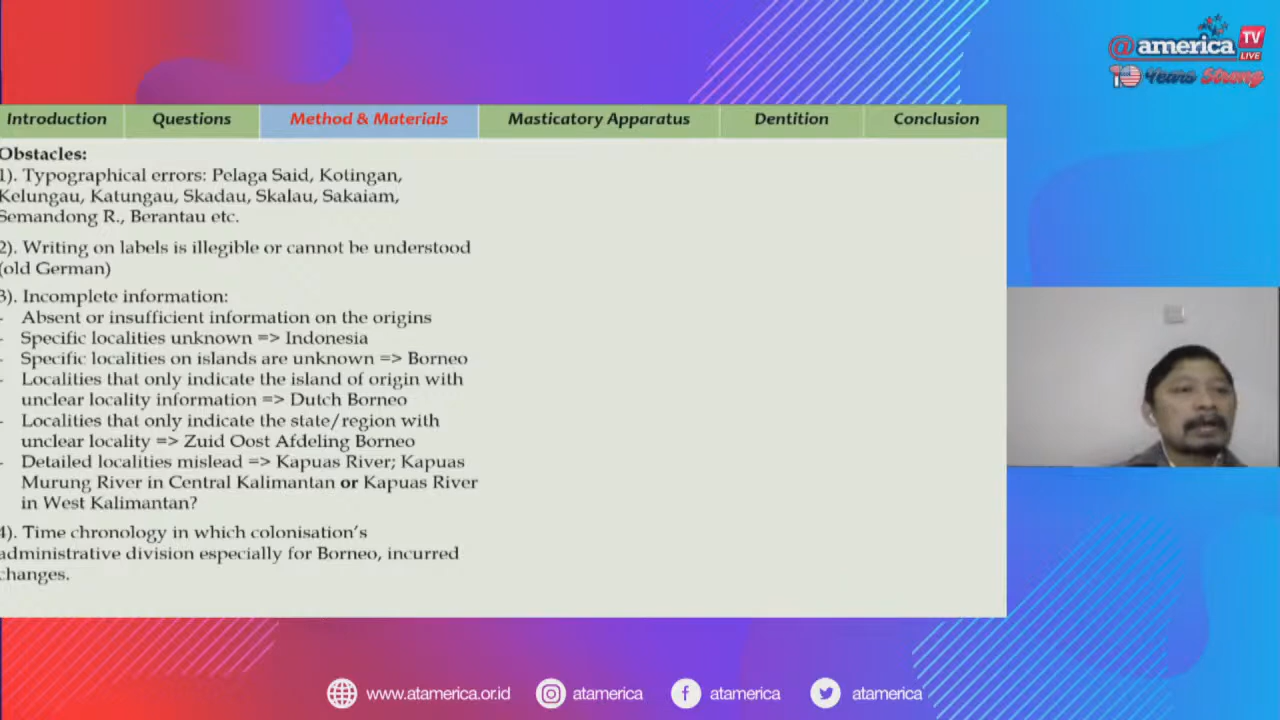 @america TV
LIVE
10 Years Strong
Introduction Questions Method & Materials Masticatory Apparatus Dentition Conclusion
Obstacles:
1). Typographical errors: Pelaga Said, Kotingan,
Kelungau, Katungau, Skadau, Skalau, Sakaiam,
Semandong R., Berantau etc.
2). Writing on labels is illegible or cannot be understood
(old German)
3). Incomplete information:
- Absent or insufficient information on the origins
- Specific localities unknown => Indonesia
- Specific localities on islands are unknown => Borneo
- Localities that only indicate the island of origin with
unclear locality information => Dutch Borneo
- Localities that only indicate the state/region with
unclear locality => Zuid Oost Afdeling Borneo
- Detailed localities mislead => Kapuas River; Kapuas
Murung River in Central Kalimantan or Kapuas River
in West Kalimantan?
4). Time chronology in which colonisation's
administrative division especially for Borneo, incurred
changes.
www.atamerica.or.id atamerica atamerica atamerica